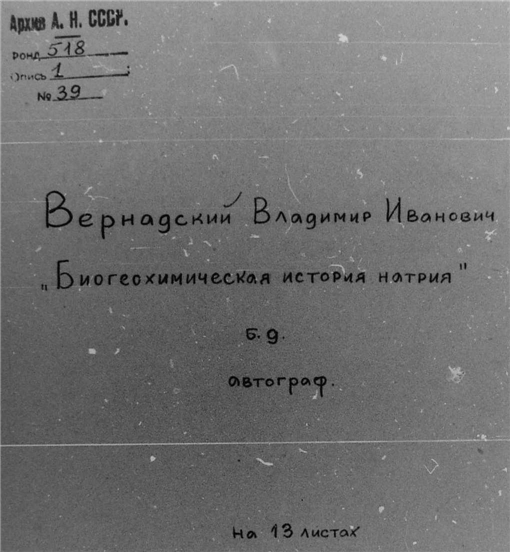 Архив А. Н. СССР.
Фонд 518
Опись 1
№ 39
Вернадский Владимир Иванович
„Биогеохимическая история натрия"
б.д.
автограф.
на 13 листах